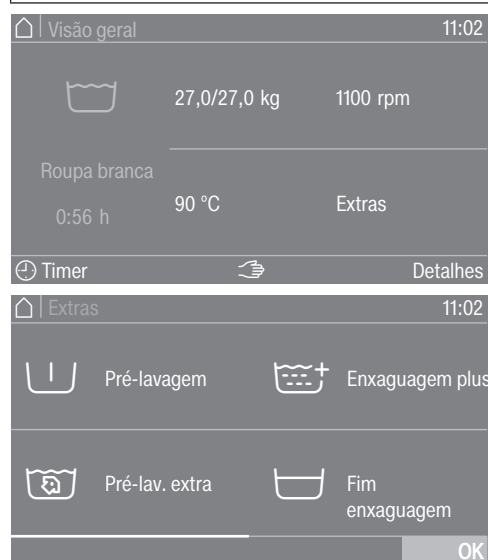 Visão geral 11:02
27,0/27,0 kg 1100 rpm
Roupa branca
0:56 h
90 °C Extras
Timer Detalhes
Extras 11:02
Pré-lavagem Enxaguagem plus
Pré-lav. extra Fim
enxaguagem
OK